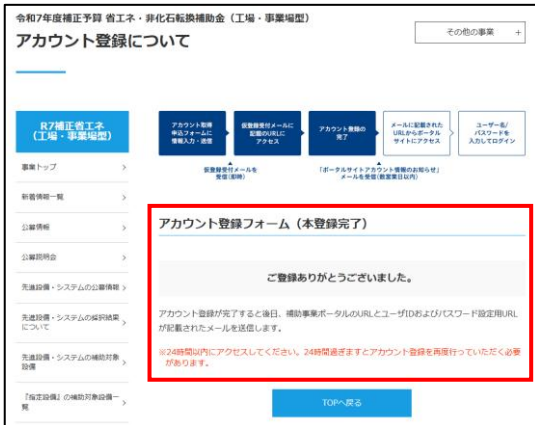 令和7年度補正予算 省エネ・非化石転換補助金（工場・事業場型）
アカウント登録について
その他の事業 +
R7補正省エネ
（工場・事業場型）
事業トップ
新着情報一覧
公募情報
公募説明会
先進設備・システムの公募情報
先進設備・システムの採択結果
について
先進設備・システムの補助対象
設備
「指定設備」の補助対象設備一
覧
アカウント取得
申込フォームに
情報入力・送信
仮登録受付メールに
記載のURLに
アクセス
アカウント登録の
完了
メールに記載された
URLからポータル
サイトにアクセス
ユーザー名/
パスワードを
入力してログイン
仮登録受付メールを
受信(即時)
「ポータルサイトアカウント情報のお知らせ」
メールを受信(数営業日以内)
アカウント登録フォーム（本登録完了）
ご登録ありがとうございました。
アカウント登録が完了すると後日、補助事業ポータルのURLとユーザIDおよびパスワード設定用URL
が記載されたメールを送信します。
※24時間以内にアクセスしてください。24時間過ぎますとアカウント登録を再度行っていただく必要
があります。
TOPへ戻る